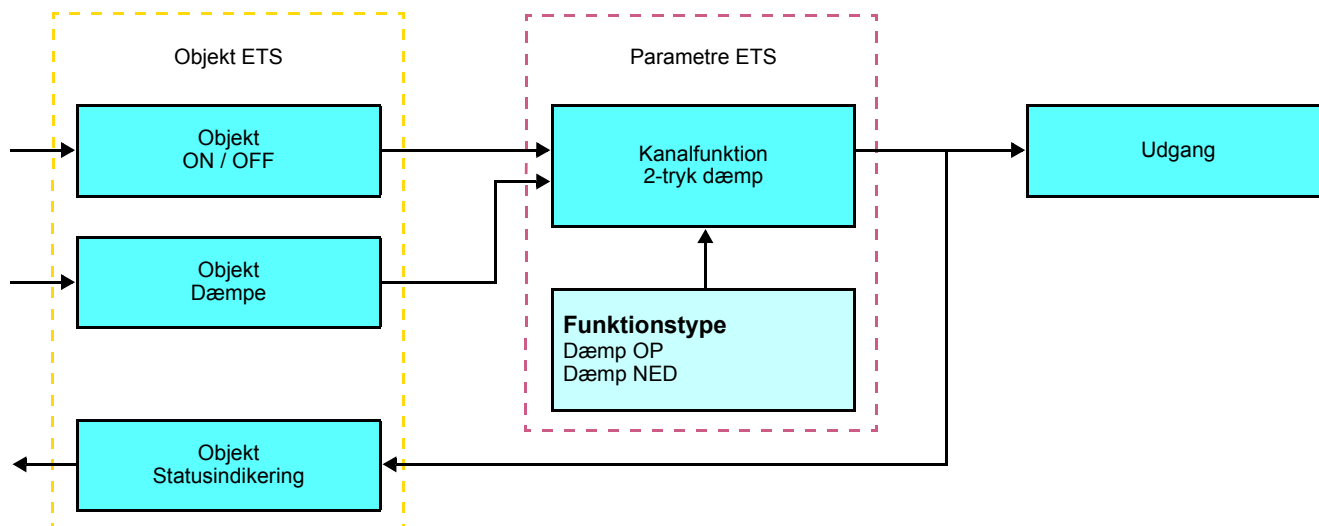 Objekt ETS
Parametre ETS
Objekt
ON / OFF
Kanalfunktion
2-tryk dæmp
Udgang
Objekt
Dæmpe
Funktionstype
Dæmp OP
Dæmp NED
Objekt
Statusindikering